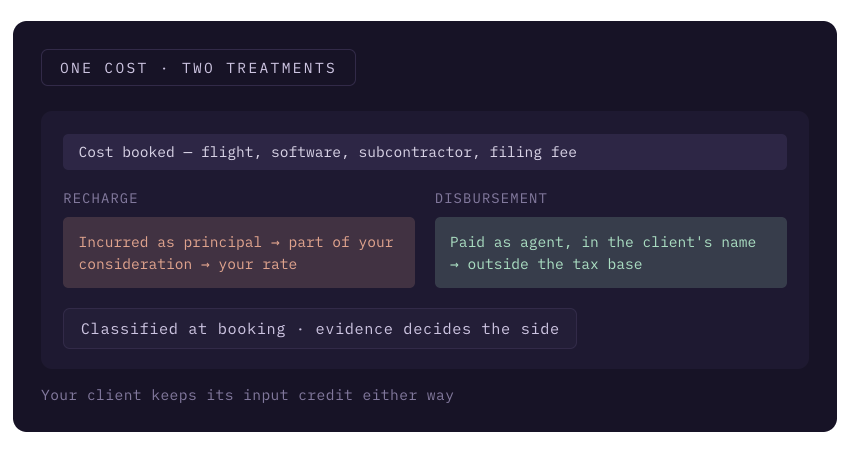 ONE COST · TWO TREATMENTS
Cost booked — flight, software, subcontractor, filing fee
RECHARGE
Incurred as principal → part of your
consideration → your rate
DISBURSEMENT
Paid as agent, in the client's name
→ outside the tax base
Classified at booking · evidence decides the side
Your client keeps its input credit either way